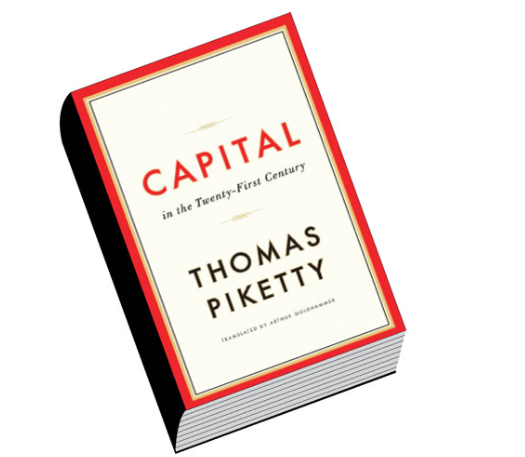 CAPITAL
in the Twenty-First Century
THOMAS
PIKETTY
TRANSLATED BY ARTHUR GOLDHAMMER